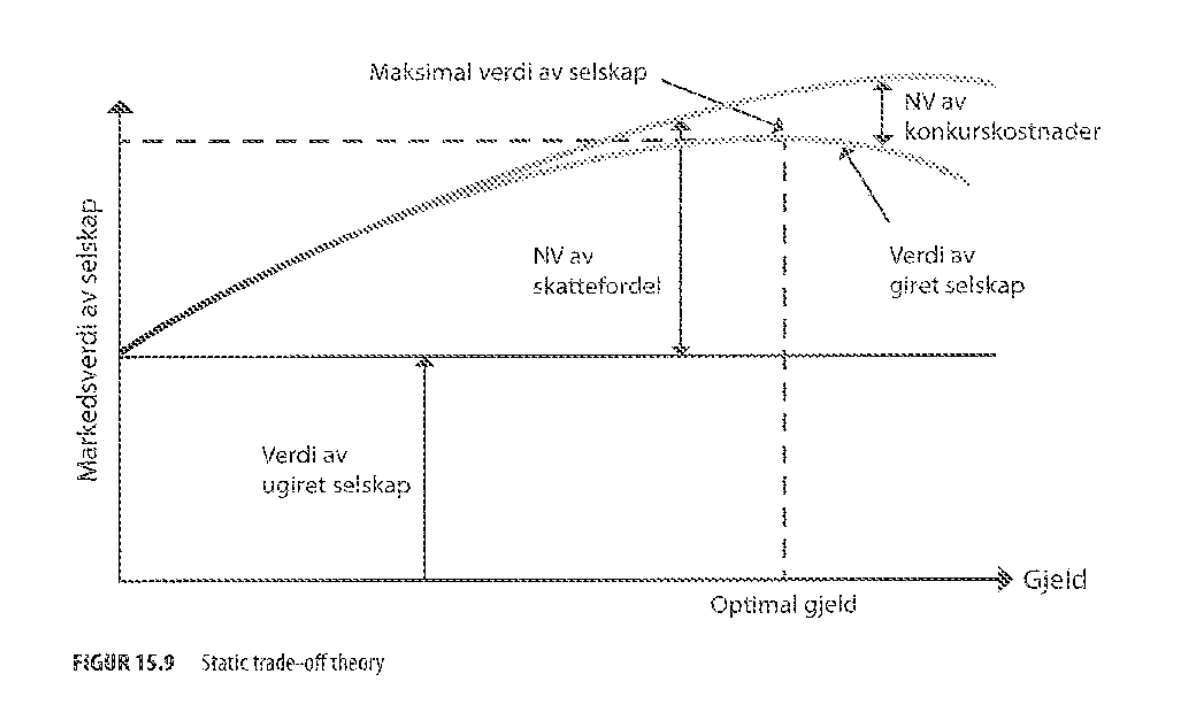 Maksimal verdi av selskap
NV av
konkurskostnader
Markedsverdi av selskap
NV av
skattefordel
Verdi av
giret selskap
Verdi av
ugiret selskap
Gjeld
Optimal gjeld
FIGUR 15.9 Static trade-off theory